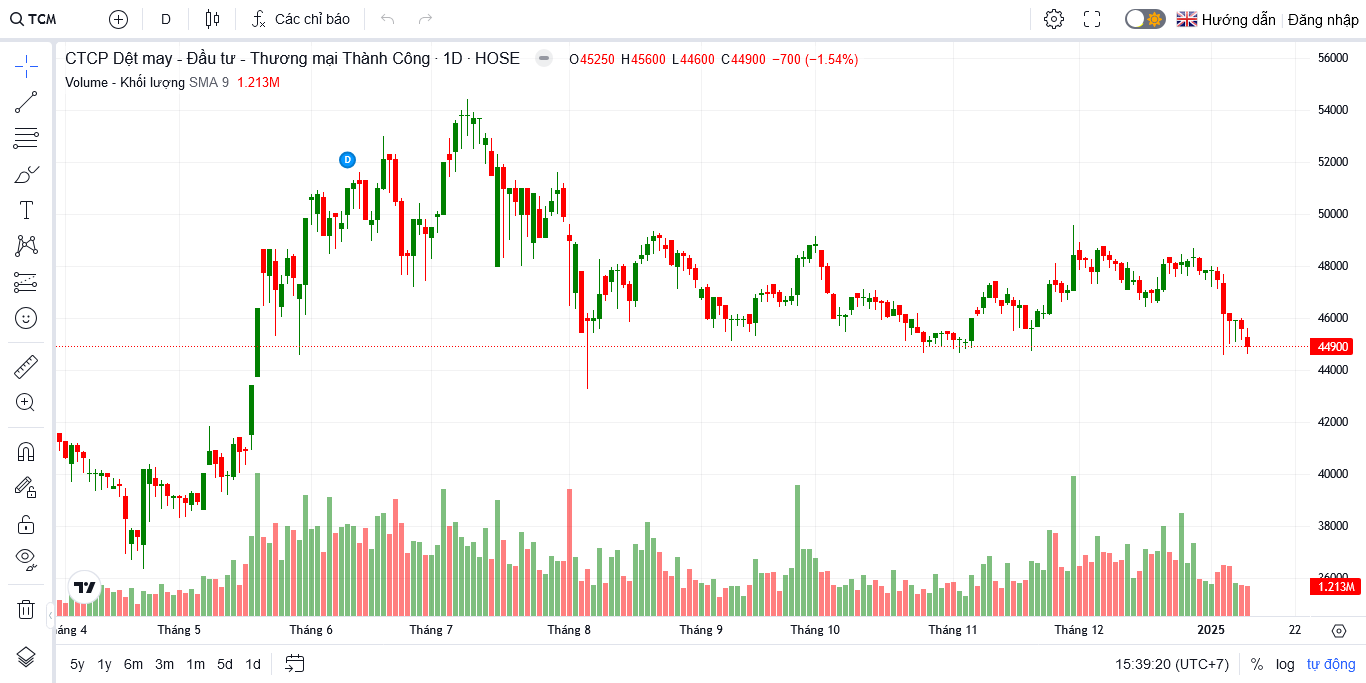 TCM D Các chỉ báo Hướng dẫn Đăng nhập
CTCP Dệt may - Đầu tư - Thương mại Thành Công · 1D · HOSE O45250 H45600 L44600 C44900 −700 (−1.54%)
Volume - Khối lượng SMA 9 1.213M
56000
54000
52000
D
50000
48000
46000
44900
44000
42000
40000
38000
36000
1.213M
áng 4 Tháng 5 Tháng 6 Tháng 7 Tháng 8 Tháng 9 Tháng 10 Tháng 11 Tháng 12 2025 22
5y 1y 6m 3m 1m 5d 1d 15:39:20 (UTC+7) % log tự động